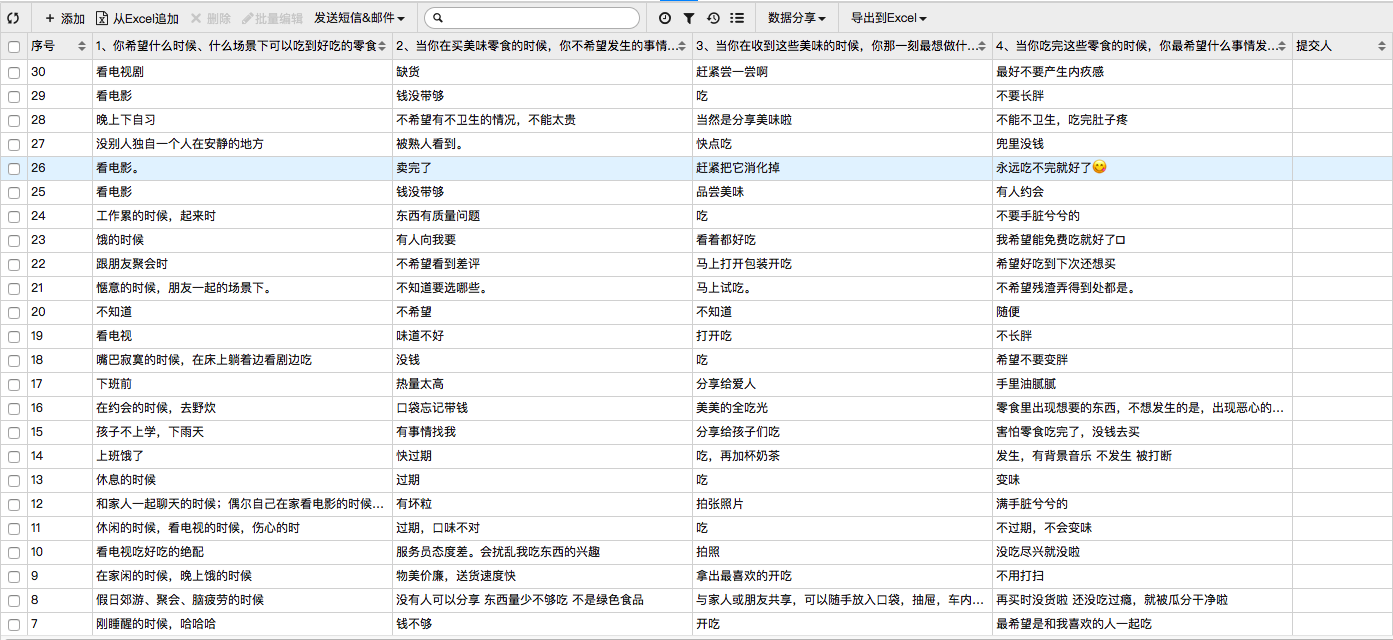 添加 从Excel追加 删除 批量编辑 发送短信&邮件 数据分享 导出到Excel
序号 1、你希望什么时候、什么场景下可以吃到好吃的零食 2、当你在买美味零食的时候，你不希望发生的事情... 3、当你在收到这些美味的时候，你那一刻最想做什... 4、当你吃完这些零食的时候，你最希望什么事情发... 提交人
30 看电视剧 缺货 赶紧尝一尝啊 最好不要产生内疚感
29 看电影 钱没带够 吃 不要长胖
28 晚上下自习 不希望有不卫生的情况，不能太贵 当然是分享美味啦 不能不卫生，吃完肚子疼
27 没别人独自一个人在安静的地方 被熟人看到。 快点吃 兜里没钱
26 看电影。 卖完了 赶紧把它消化掉 永远吃不完就好了😋
25 看电影 钱没带够 品尝美味 有人约会
24 工作累的时候，起来时 东西有质量问题 吃 不要手脏兮兮的
23 饿的时候 有人向我要 看着都好吃 我希望能免费吃就好了口
22 跟朋友聚会时 不希望看到差评 马上打开包装开吃 希望好吃到下次还想买
21 惬意的时候，朋友一起的场景下。 不知道要选哪些。 马上试吃。 不希望残渣弄得到处都是。
20 不知道 不希望 不知道 随便
19 看电视 味道不好 打开吃 不长胖
18 嘴巴寂寞的时候，在床上躺着边看剧边吃 没钱 吃 希望不要变胖
17 下班前 热量太高 分享给爱人 手里油腻腻
16 在约会的时候，去野炊 口袋忘记带钱 美美的全吃光 零食里出现想要的东西，不想发生的是，出现恶心的...
15 孩子不上学，下雨天 有事情找我 分享给孩子们吃 害怕零食吃完了，没钱去买
14 上班饿了 快过期 吃，再加杯奶茶 发生，有背景音乐 不发生 被打断
13 休息的时候 过期 吃 变味
12 和家人一起聊天的时候；偶尔自己在家看电影的时候... 有坏粒 拍张照片 满手脏兮兮的
11 休闲的时候，看电视的时候，伤心的时 过期，口味不对 吃 不过期，不会变味
10 看电视吃好吃的绝配 服务员态度差。会扰乱我吃东西的兴趣 拍照 没吃尽兴就没啦
9 在家闲的时候，晚上饿的时候 物美价廉，送货速度快 拿出最喜欢的开吃 不用打扫
8 假日郊游、聚会、脑疲劳的时候 没有人可以分享 东西量少不够吃 不是绿色食品 与家人或朋友共享，可以随手放入口袋，抽屉，车内... 再买时没货啦 还没吃过瘾，就被瓜分干净啦
7 刚睡醒的时候，哈哈哈 钱不够 开吃 最希望是和我喜欢的人一起吃